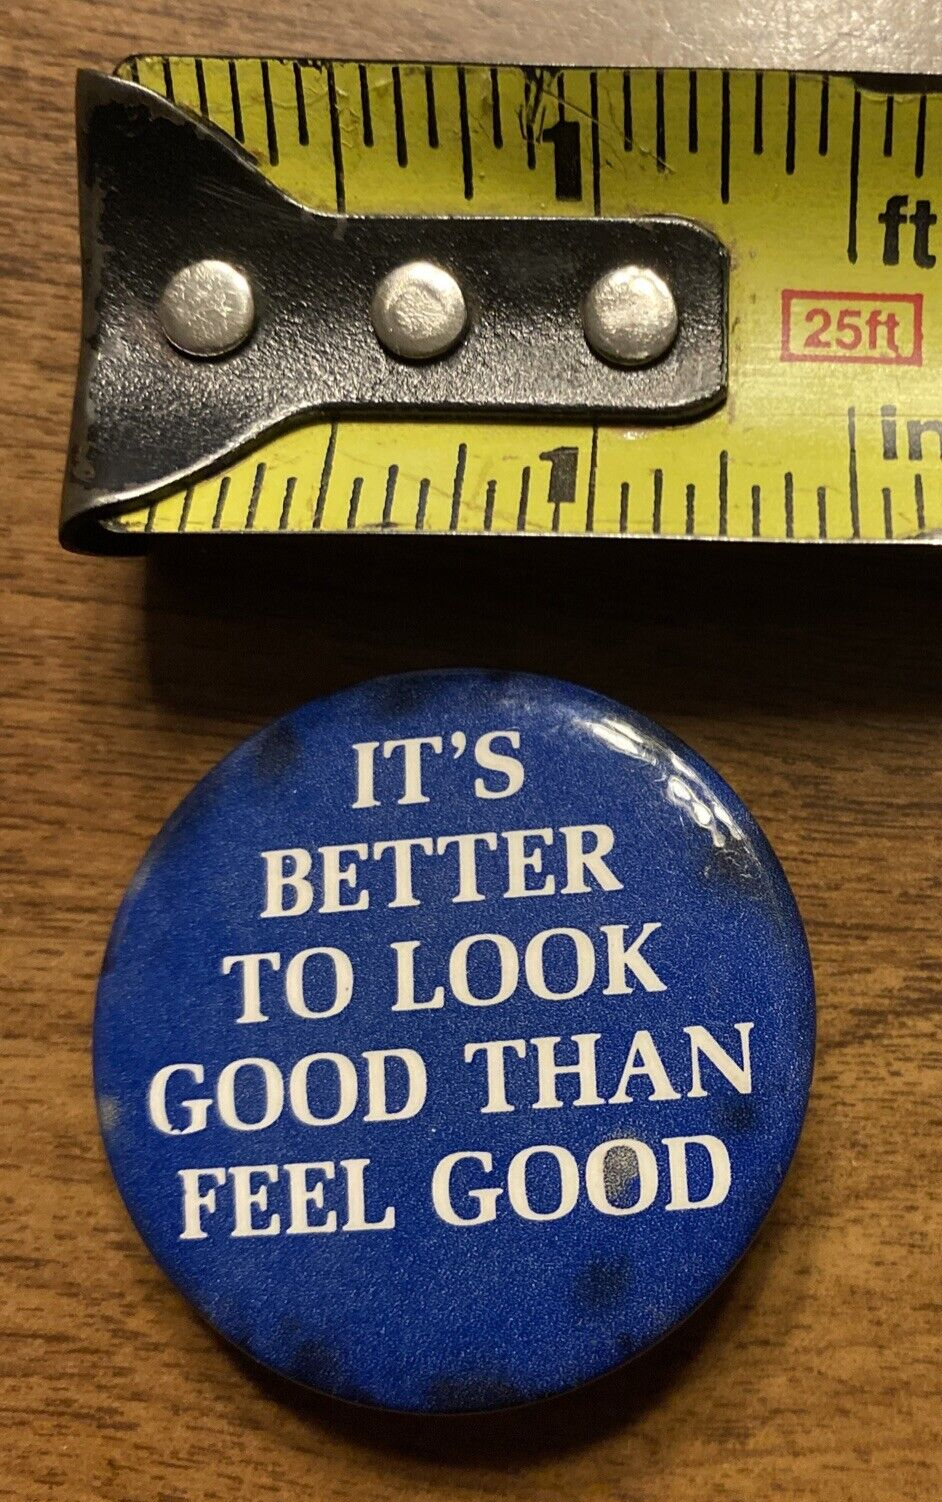 1
ft
25ft
1
in
IT'S
BETTER
TO LOOK
GOOD THAN
FEEL GOOD